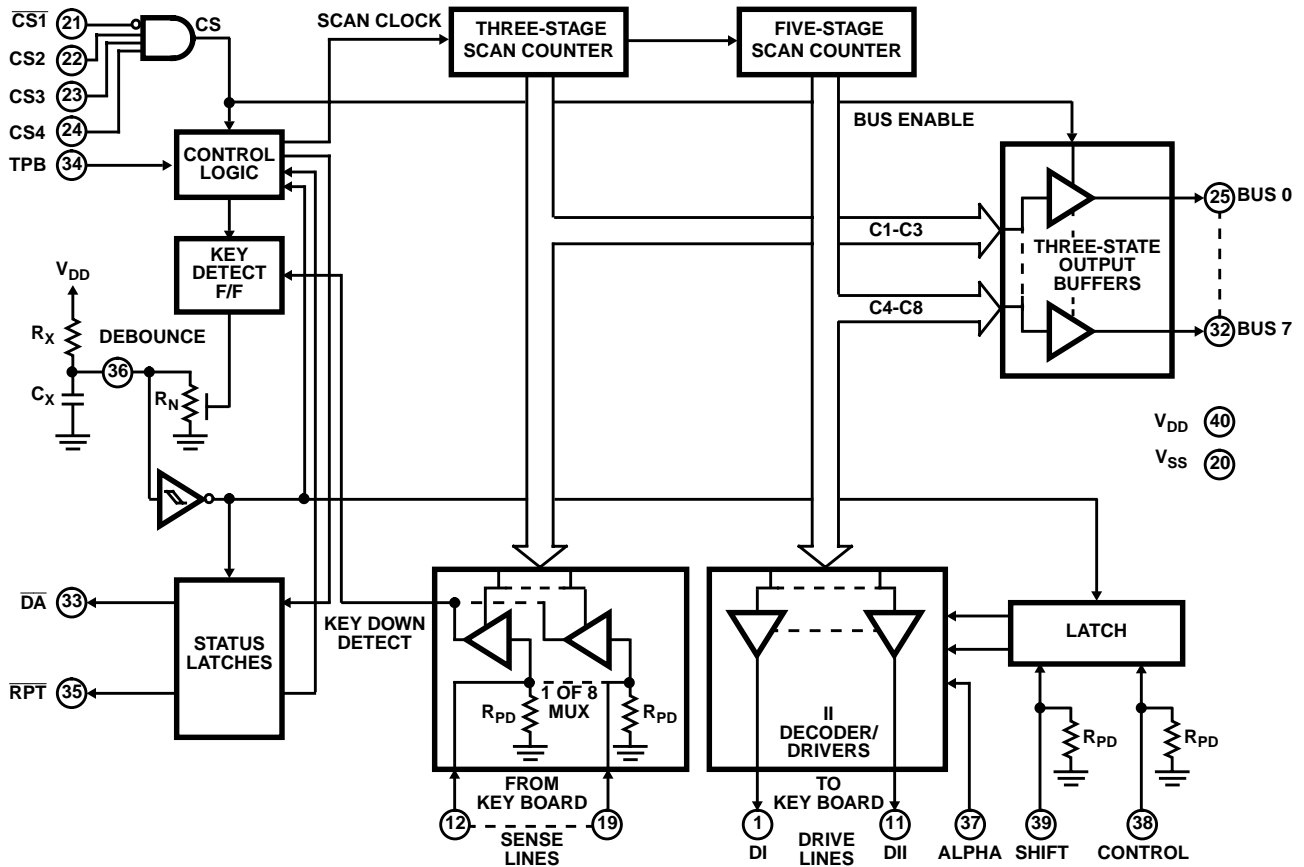 CS1 21
CS2 22
CS3 23
CS4 24
TPB 34
CS
SCAN CLOCK
THREE-STAGE
SCAN COUNTER
FIVE-STAGE
SCAN COUNTER
BUS ENABLE
CONTROL
LOGIC
KEY
DETECT
F/F
VDD
RX
CX
DEBOUNCE
36
RN
C1-C3
C4-C8
THREE-STATE
OUTPUT
BUFFERS
25 BUS 0
32 BUS 7
VDD 40
VSS 20
DA 33
RPT 35
STATUS
LATCHES
KEY DOWN
DETECT
1 OF 8
MUX
RPD
RPD
FROM
KEY BOARD
12
19
SENSE
LINES
II
DECODER/
DRIVERS
TO
KEY BOARD
1
11
DI
DRIVE
LINES
DII
LATCH
RPD
RPD
37
39
38
ALPHA
SHIFT
CONTROL